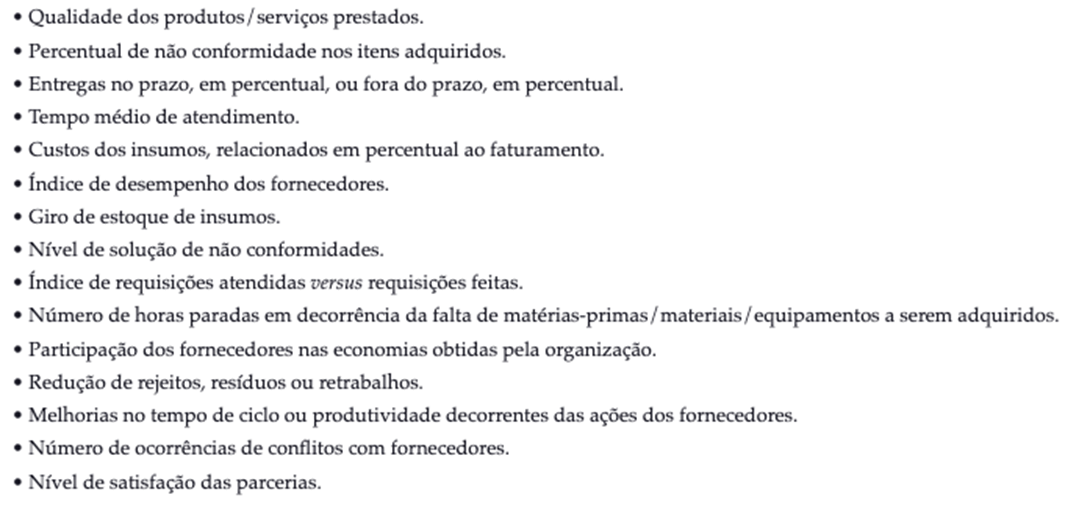 • Qualidade dos produtos/serviços prestados.
• Percentual de não conformidade nos itens adquiridos.
• Entregas no prazo, em percentual, ou fora do prazo, em percentual.
• Tempo médio de atendimento.
• Custos dos insumos, relacionados em percentual ao faturamento.
• Índice de desempenho dos fornecedores.
• Giro de estoque de insumos.
• Nível de solução de não conformidades.
• Índice de requisições atendidas versus requisições feitas.
• Número de horas paradas em decorrência da falta de matérias-primas/materiais/equipamentos a serem adquiridos.
• Participação dos fornecedores nas economias obtidas pela organização.
• Redução de rejeitos, resíduos ou retrabalhos.
• Melhorias no tempo de ciclo ou produtividade decorrentes das ações dos fornecedores.
• Número de ocorrências de conflitos com fornecedores.
• Nível de satisfação das parcerias.